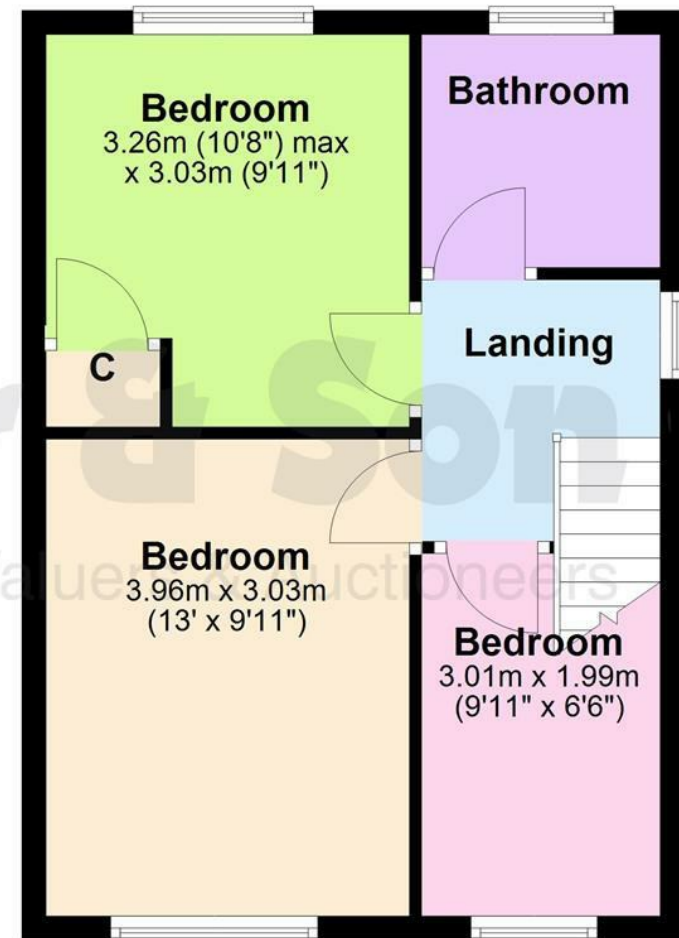 Bedroom
3.26m (10'8") max
x 3.03m (9'11")
Bathroom
C
Landing
& Son
Bedroom
3.96m x 3.03m
(13' x 9'11")
Bedroom
3.01m x 1.99m
(9'11" x 6'6")